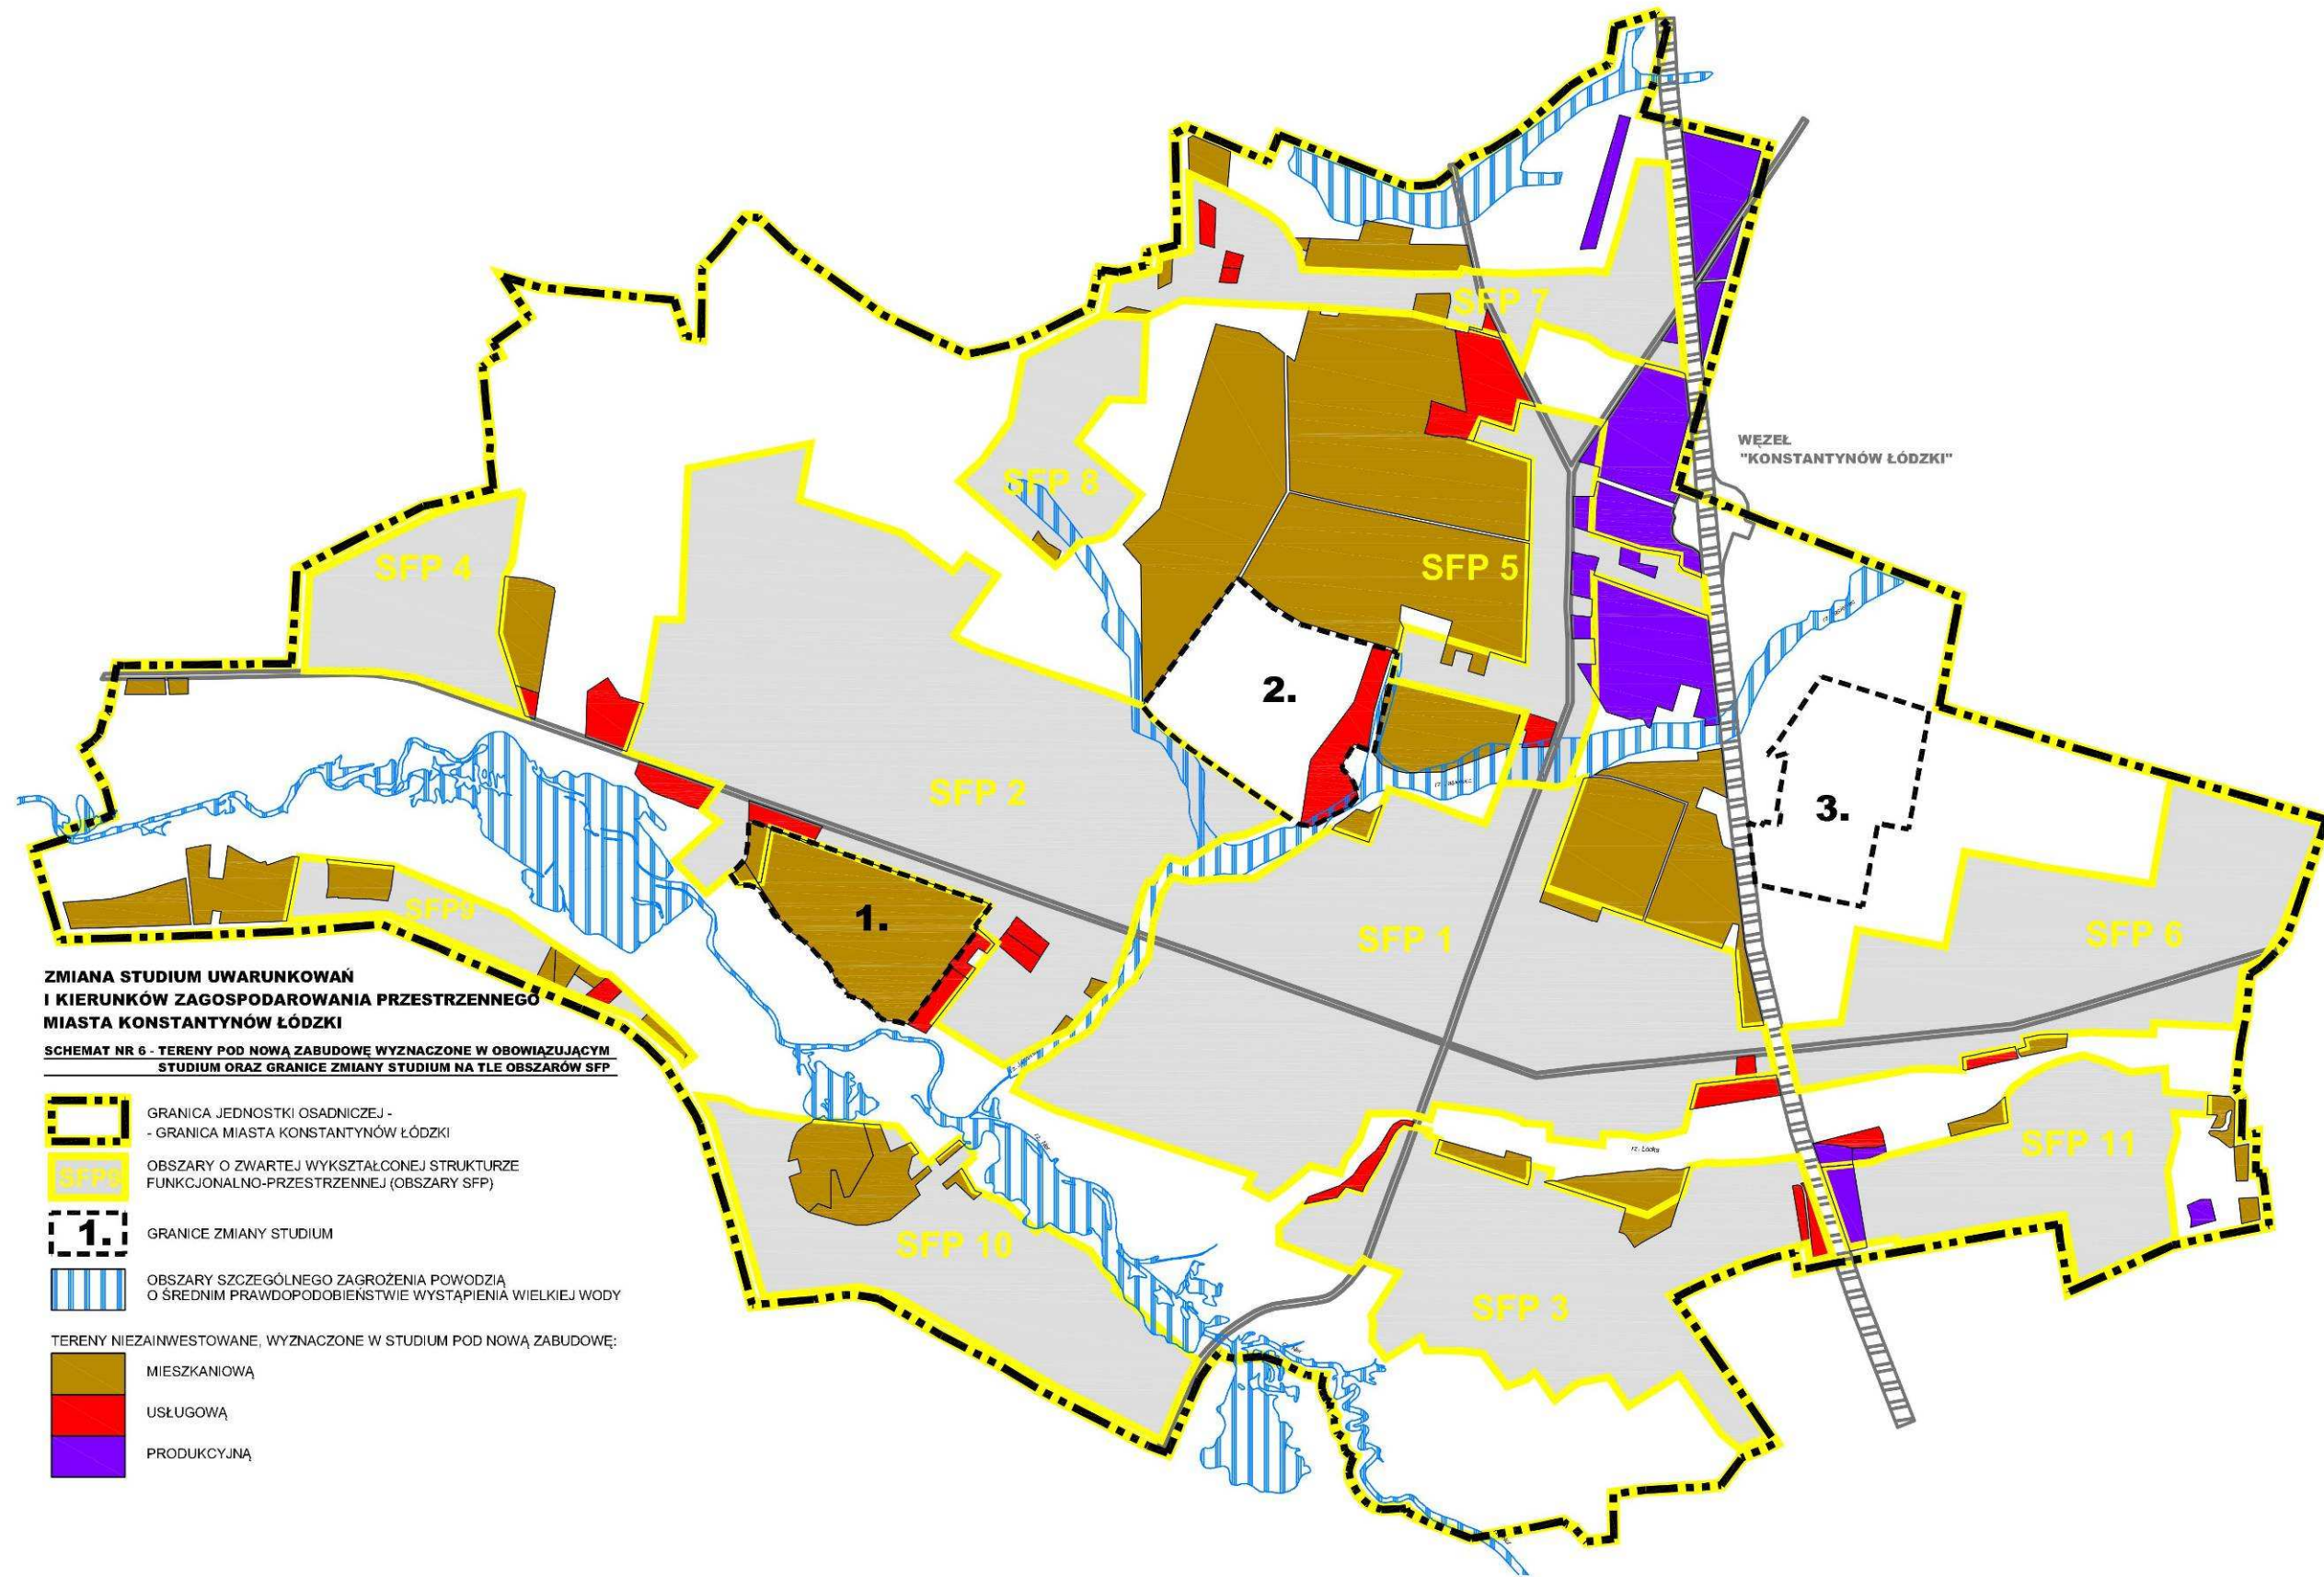 SFP 7
WĘZEŁ
"KONSTANTYNÓW ŁÓDZKI"
SFP 8
SFP 4
SFP 5
2.
SFP 2
3.
SFP9
1.
SFP 1
SFP 6
ZMIANA STUDIUM UWARUNKOWAŃ
I KIERUNKÓW ZAGOSPODAROWANIA PRZESTRZENNEGO
MIASTA KONSTANTYNÓW ŁÓDZKI
SCHEMAT NR 6 - TERENY POD NOWĄ ZABUDOWĘ WYZNACZONE W OBOWIĄZUJĄCYM
STUDIUM ORAZ GRANICE ZMIANY STUDIUM NA TLE OBSZARÓW SFP
GRANICA JEDNOSTKI OSADNICZEJ -
- GRANICA MIASTA KONSTANTYNÓW ŁÓDZKI
SFP9
OBSZARY O ZWARTEJ WYKSZTAŁCONEJ STRUKTURZE
FUNKCJONALNO-PRZESTRZENNEJ (OBSZARY SFP)
1.
GRANICE ZMIANY STUDIUM
OBSZARY SZCZEGÓLNEGO ZAGROŻENIA POWODZIĄ
O ŚREDNIM PRAWDOPODOBIEŃSTWIE WYSTĄPIENIA WIELKIEJ WODY
TERENY NIEZAINWESTOWANE, WYZNACZONE W STUDIUM POD NOWĄ ZABUDOWĘ:
MIESZKANIOWĄ
USŁUGOWĄ
PRODUKCYJNĄ
rz. Ner
rz. Łódka
SFP 11
SFP 10
SFP 3